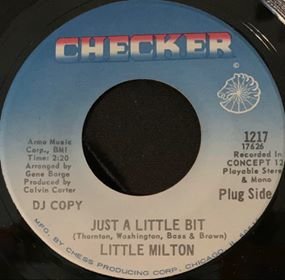 CHECKER
Armo Music
Corp., BMI
Time: 2:20
Arranged by
Gene Barge
Produced by
Calvin Carter
DJ COPY
1217
17626
Recorded In
CONCEPT 12
Playable Stereo
& Mono
Plug Side
JUST A LITTLE BIT
(Thornton, Washington, Bass & Brown)
LITTLE MILTON
MFG. BY CHESS PRODUCING CORP., CHICAGO, ILL.